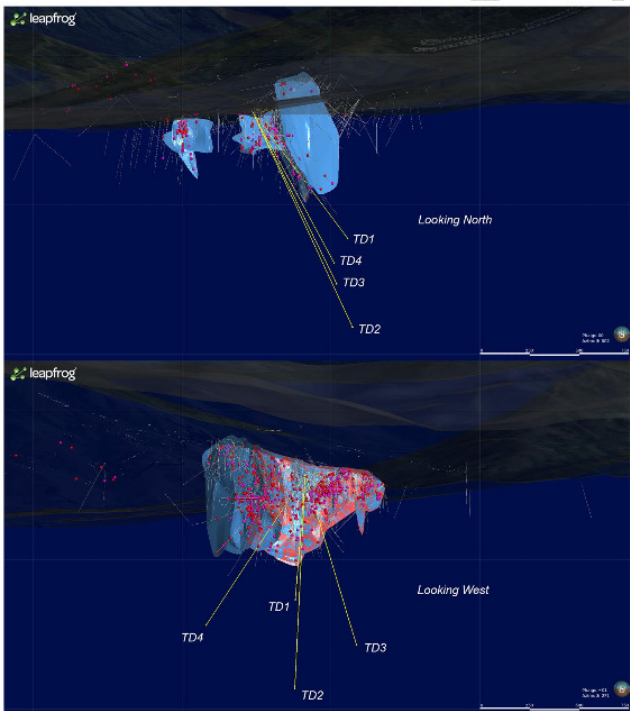 leapfrog
TD1
Looking North
TD4
TD3
TD2
leapfrog
Looking West
TD1
TD4
TD3
TD2